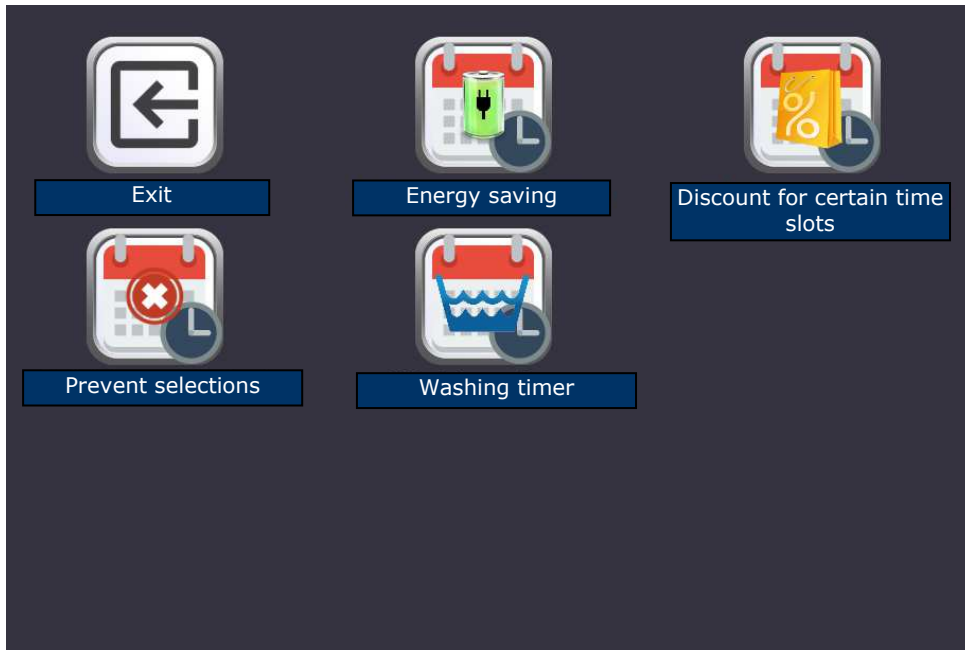 Exit
Energy saving
Discount for certain time
slots
Prevent selections
Washing timer